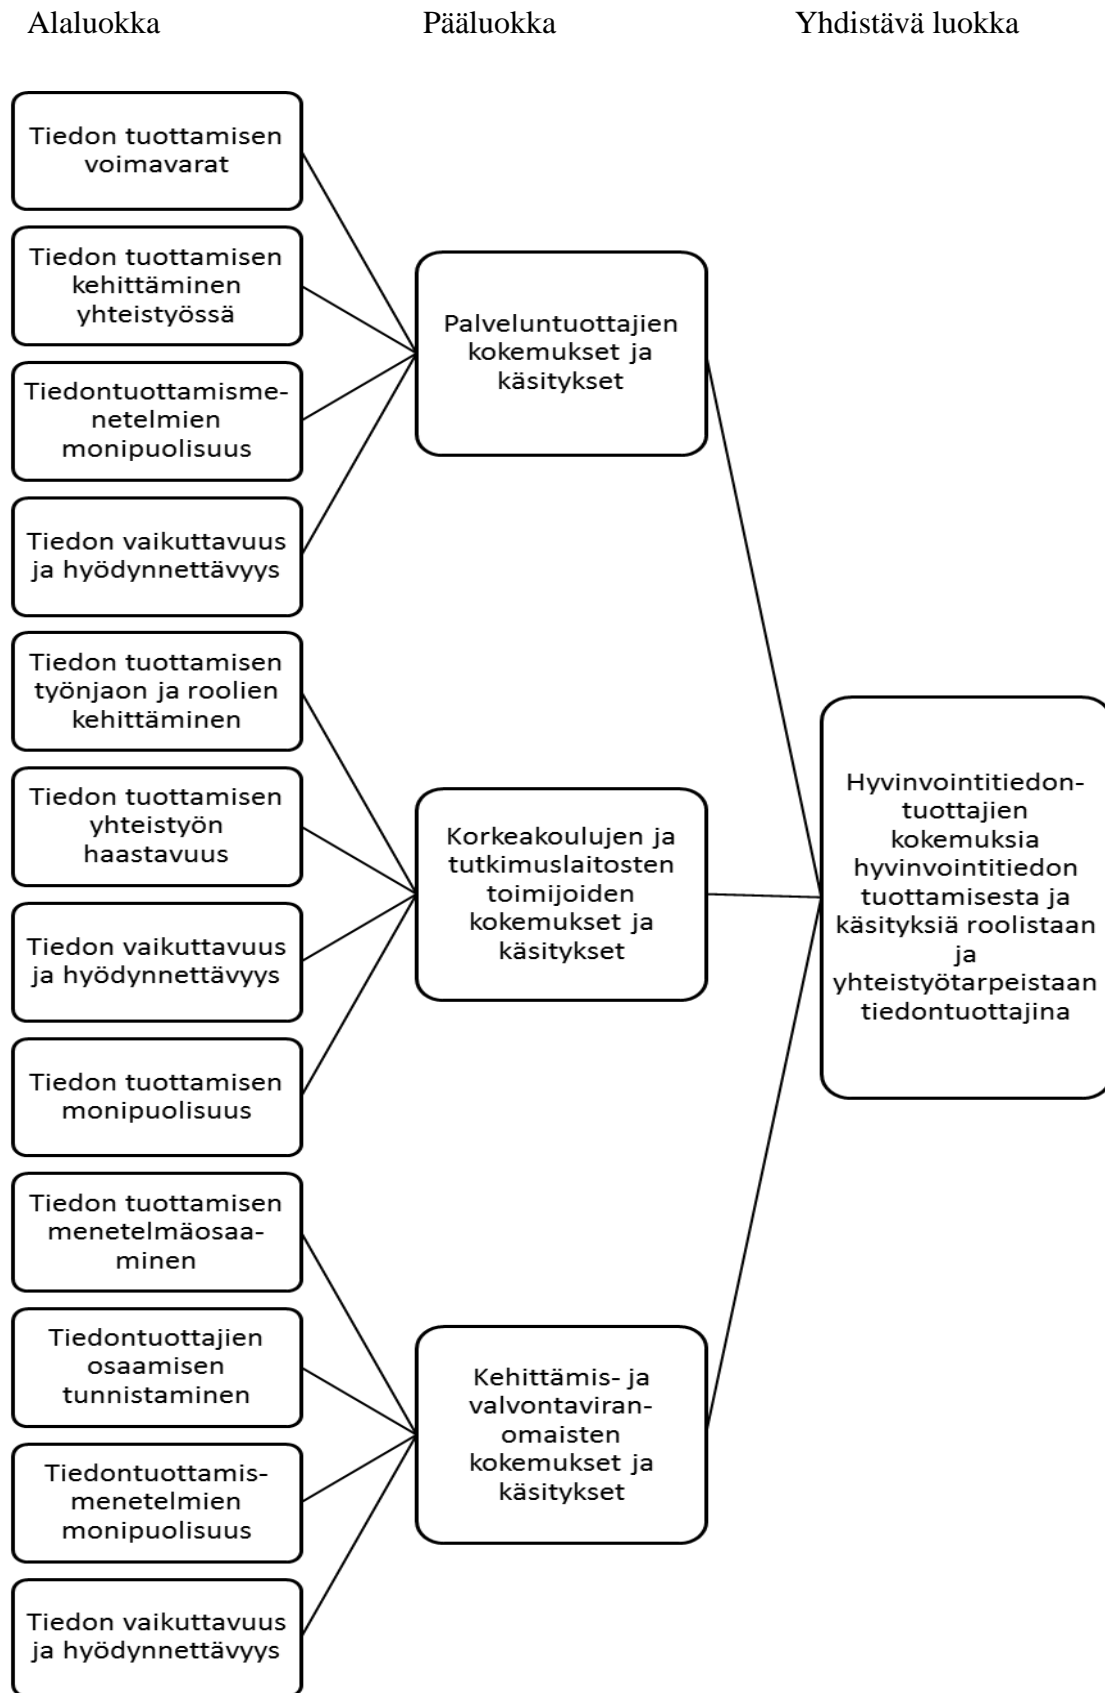 Alaluokka
Pääluokka
Yhdistävä luokka
Tiedon tuottamisen
voimavarat
Tiedon tuottamisen
kehittäminen
yhteistyössä
Tiedontuottamisme-
netelmien
monipuolisuus
Tiedon vaikuttavuus
ja hyödynnettävyys
Palveluntuottajien
kokemukset ja
käsitykset
Tiedon tuottamisen
työnjaon ja roolien
kehittäminen
Tiedon tuottamisen
yhteistyön
haastavuus
Tiedon vaikuttavuus
ja hyödynnettävyys
Tiedon tuottamisen
monipuolisuus
Korkeakoulujen ja
tutkimuslaitosten
toimijoiden
kokemukset ja
käsitykset
Tiedon tuottamisen
menetelmäosaa-
minen
Tiedontuottajien
osaamisen
tunnistaminen
Tiedontuottamis-
menetelmien
monipuolisuus
Tiedon vaikuttavuus
ja hyödynnettävyys
Kehittämis- ja
valvontaviran-
omaisten
kokemukset ja
käsitykset
Hyvinvointitiedon-
tuottajien
kokemuksia
hyvinvointitiedon
tuottamisesta ja
käsityksiä roolistaan
ja
yhteistyötarpeistaan
tiedontuottajina